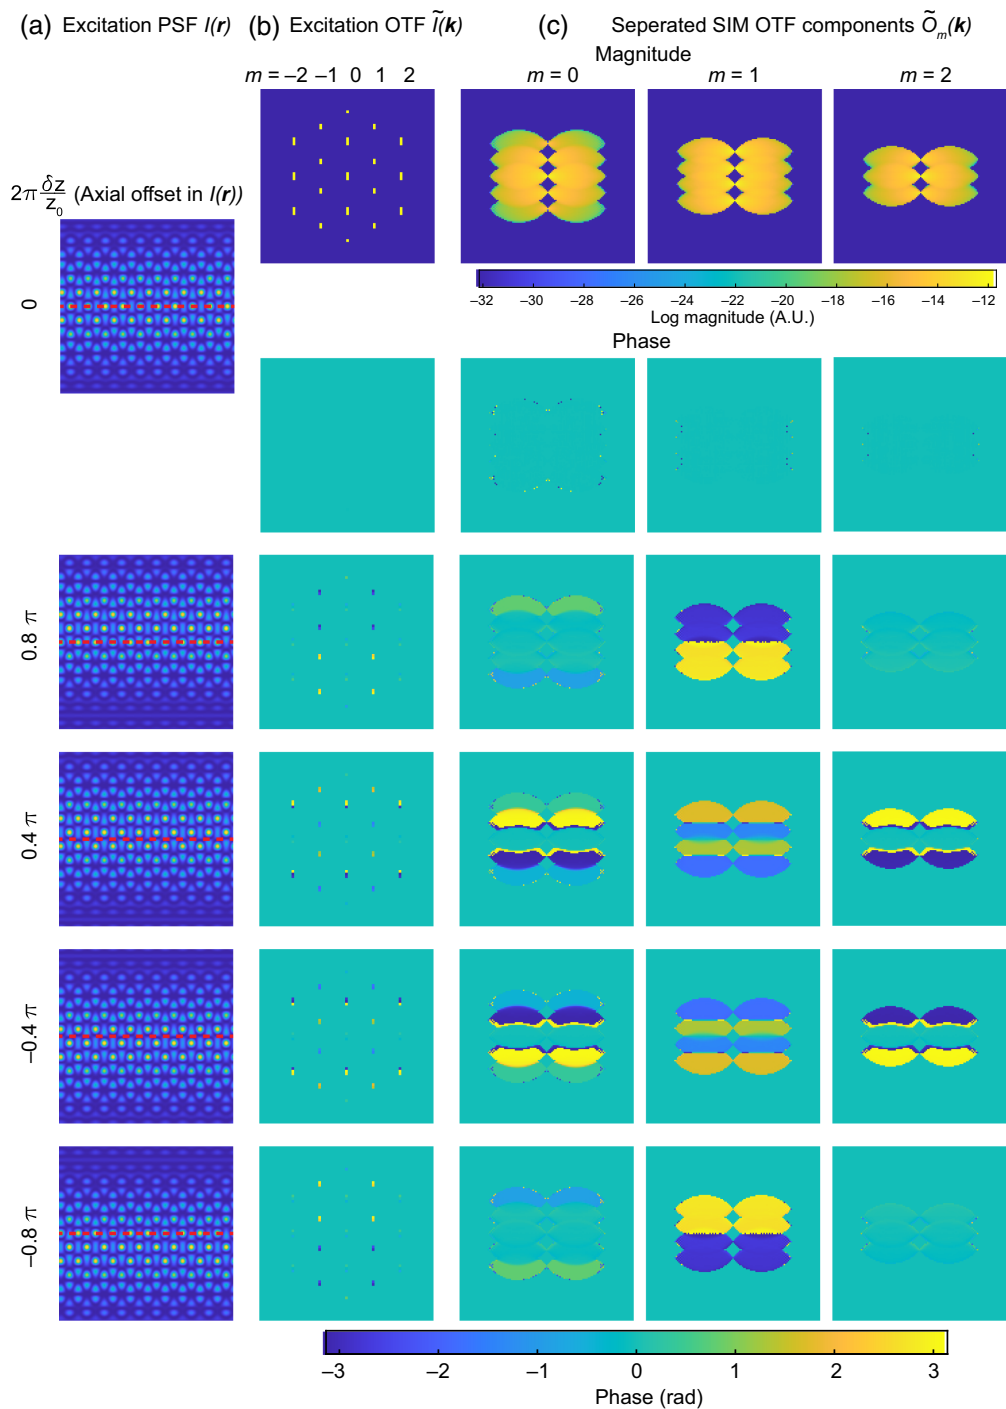 (a) Excitation PSF I(r) (b) Excitation OTF Ĩ(k) (c) Seperated SIM OTF components Õm(k)
Magnitude
m = –2 –1 0 1 2 m = 0 m = 1 m = 2
2π δz/z0 (Axial offset in I(r))
0
–32 –30 –28 –26 –24 –22 –20 –18 –16 –14 –12
Log magnitude (A.U.)
Phase
0.8 π
0.4 π
–0.4 π
–0.8 π
–3 –2 –1 0 1 2 3
Phase (rad)